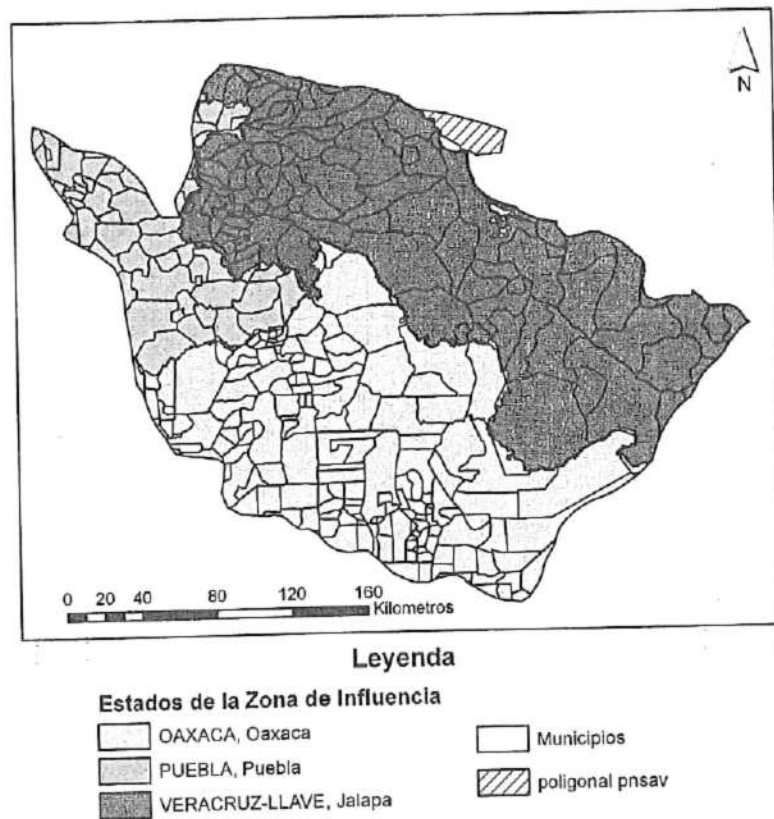 N
0 20 40 80 120 160
Kilometros
Leyenda
Estados de la Zona de Influencia
OAXACA, Oaxaca
PUEBLA, Puebla
VERACRUZ-LLAVE, Jalapa
Municipios
poligonal pnsav